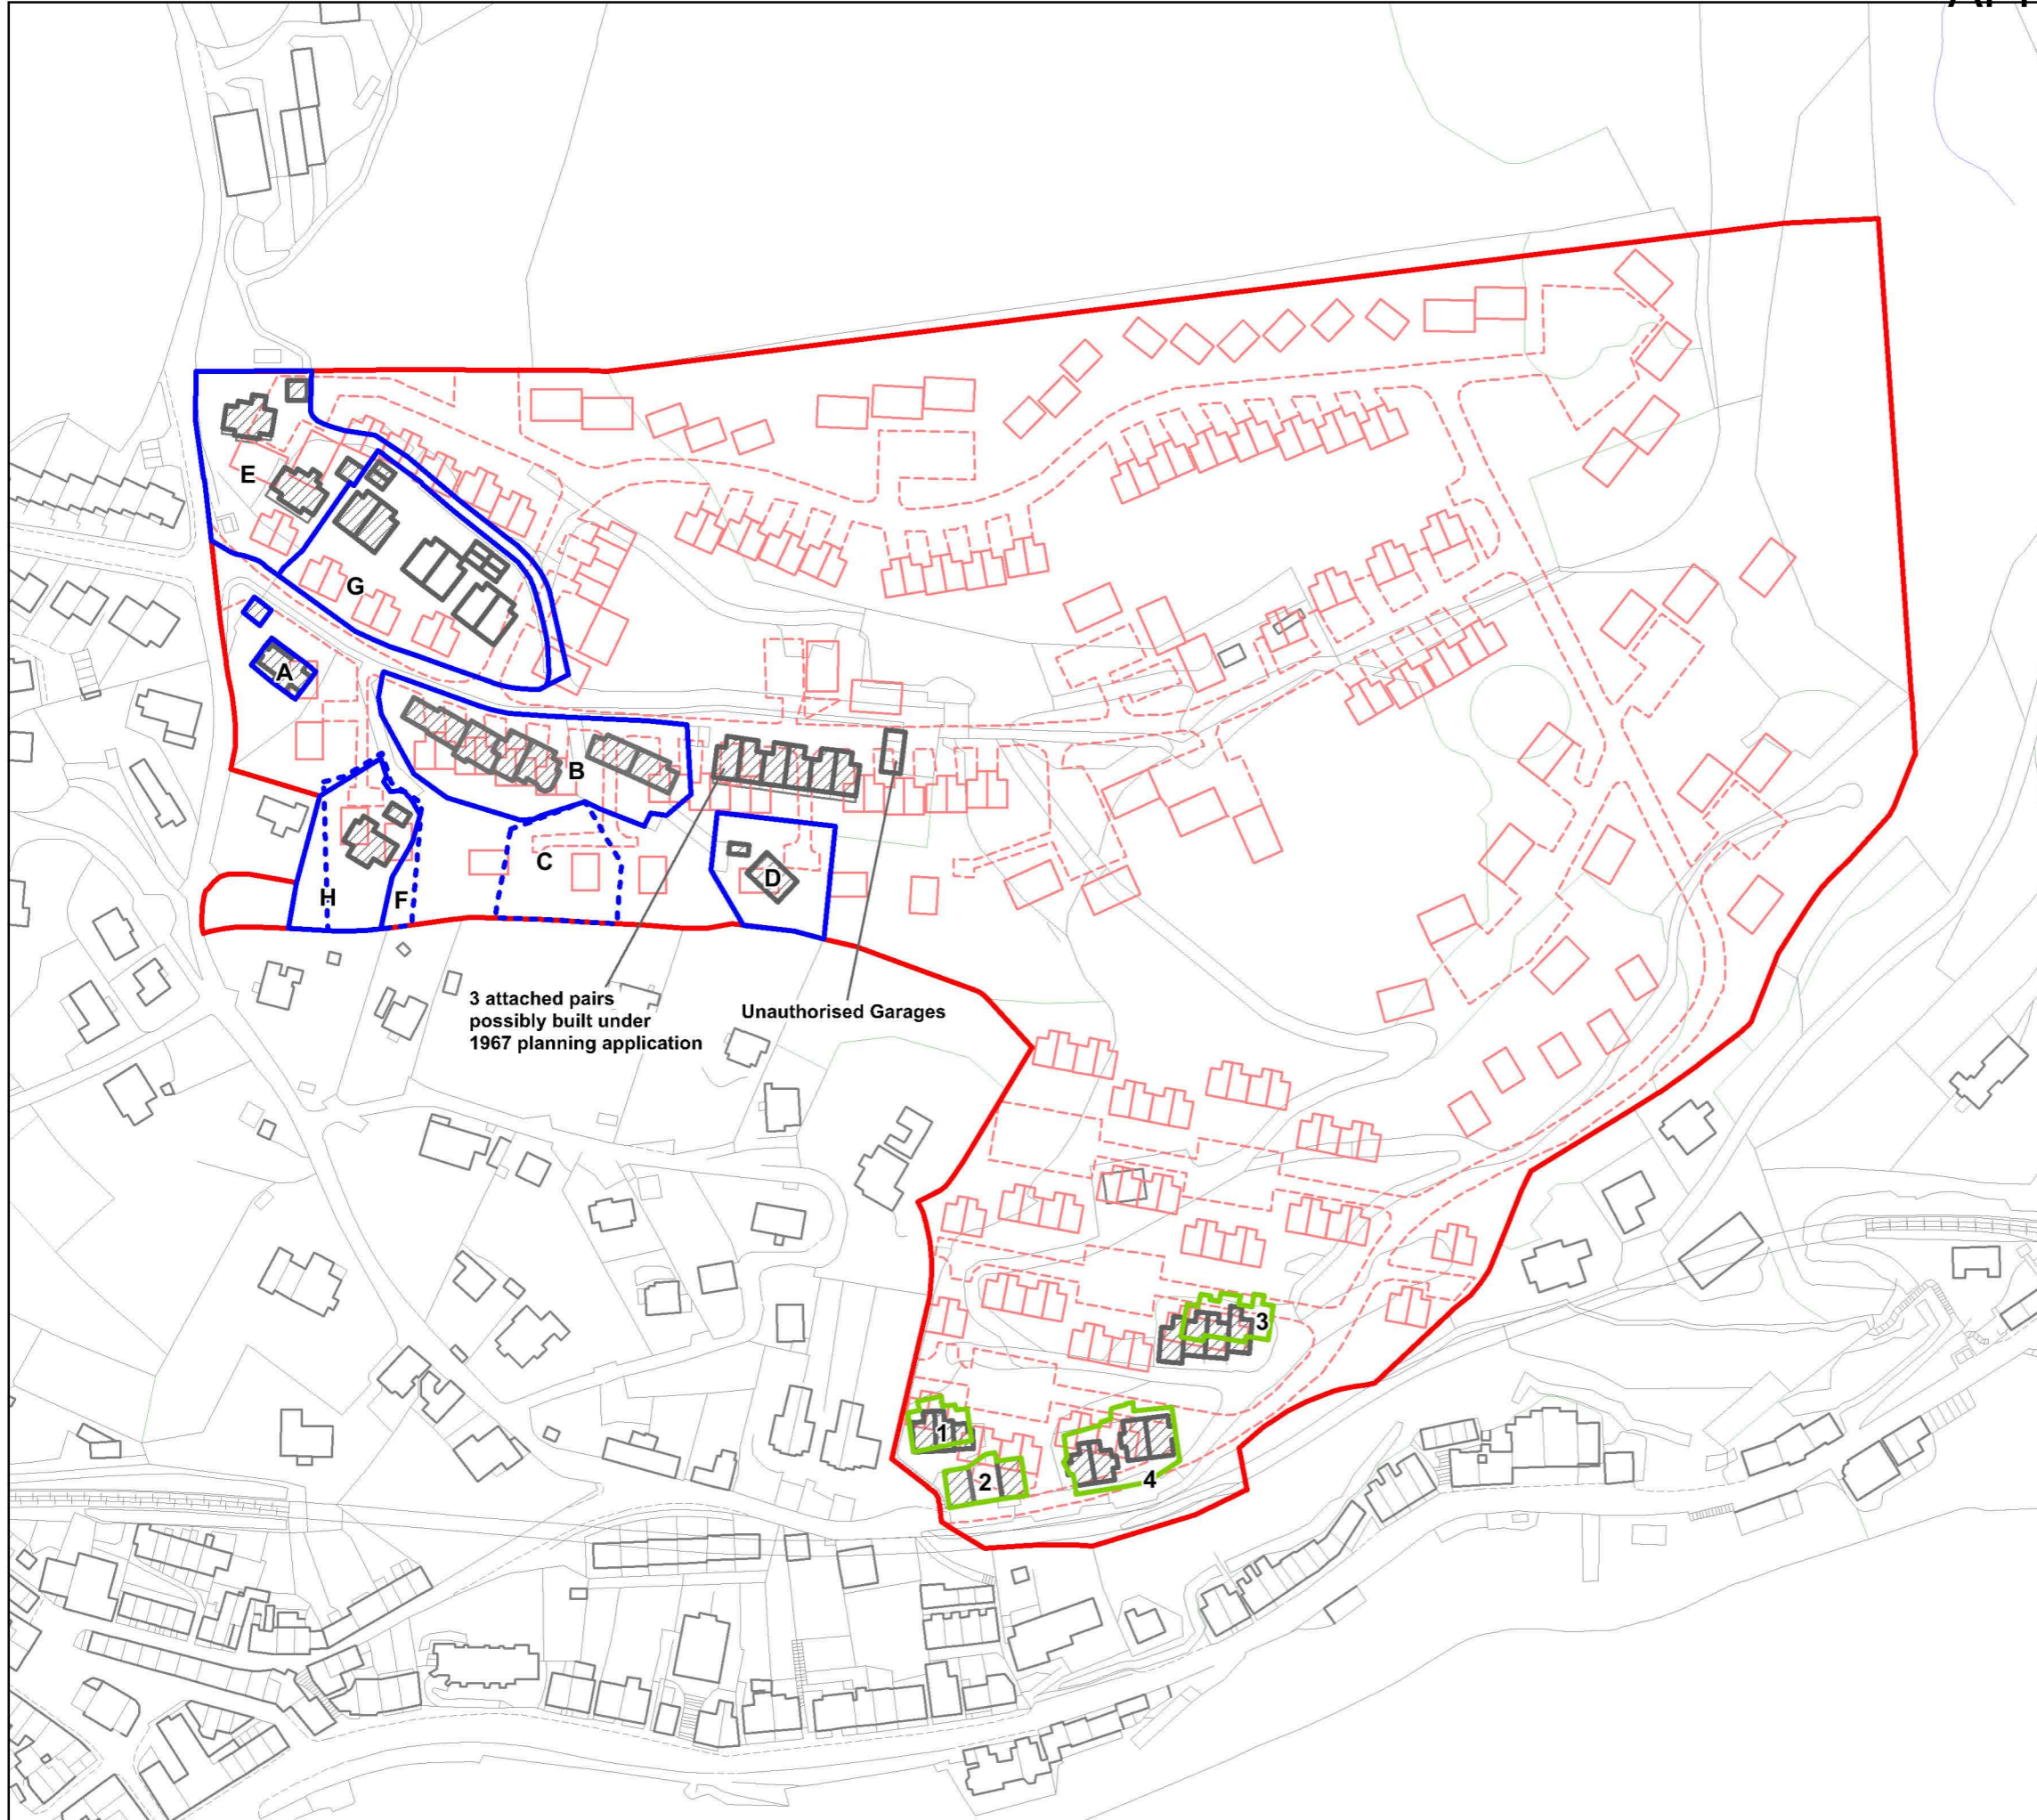 E
G
A
B
C
D
H
F
3 attached pairs
possibly built under
1967 planning application
Unauthorised Garages
3
1
2
4